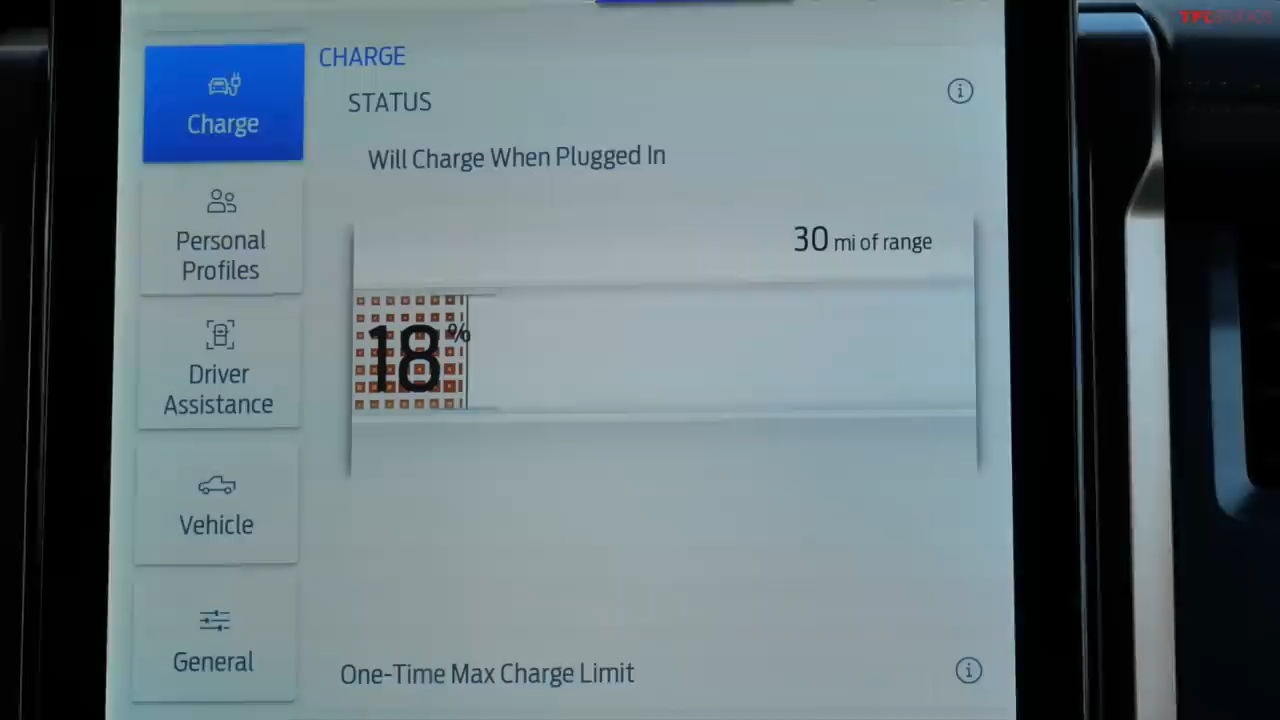 TFLSTUDIOS
CHARGE
STATUS
Charge
Will Charge When Plugged In
Personal
Profiles
30 mi of range
18%
Driver
Assistance
Vehicle
General
One-Time Max Charge Limit